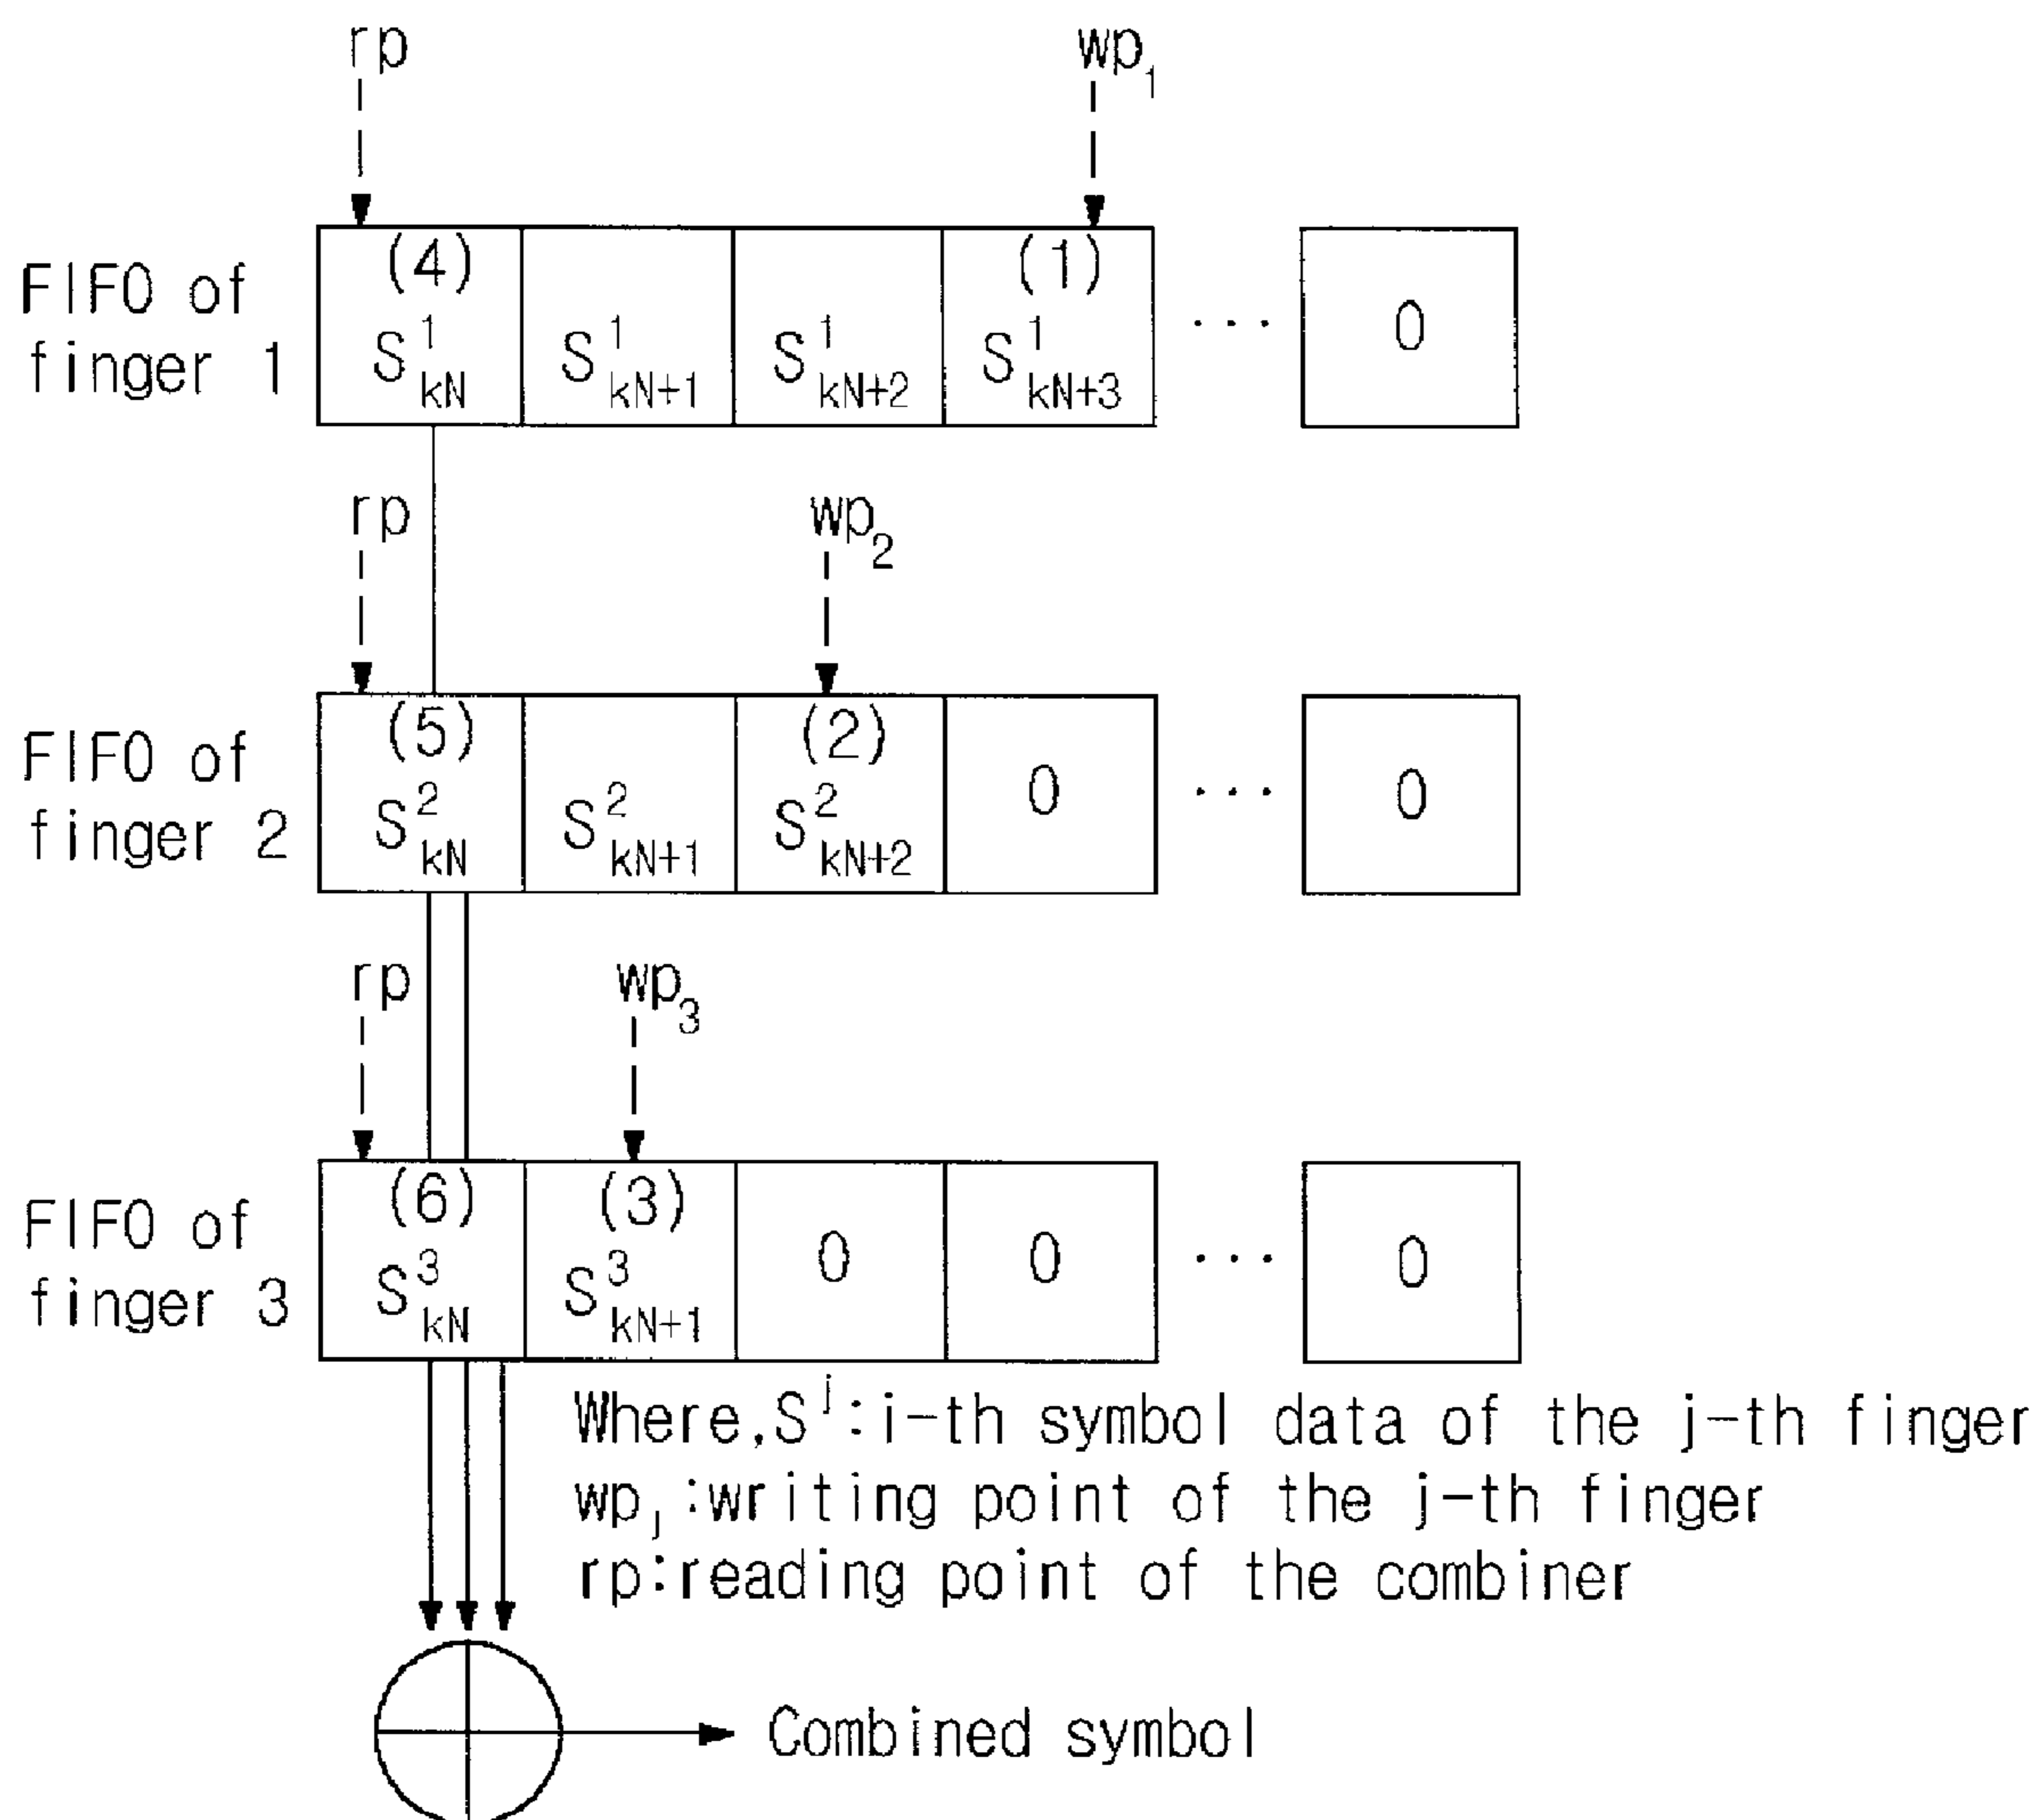 rp wp₁
FIFO of finger 1
(4) (1)
S¹kN S¹kN+1 S¹kN+2 S¹kN+3 ... 0
rp wp₂
FIFO of finger 2
(5) (2)
S²kN S²kN+1 S²kN+2 0 ... 0
rp wp₃
FIFO of finger 3
(6) (3)
S³kN S³kN+1 0 0 ... 0
Where,Sʲ:i-th symbol data of the j-th finger
wpⱼ:writing point of the j-th finger
rp:reading point of the combiner
Combined symbol